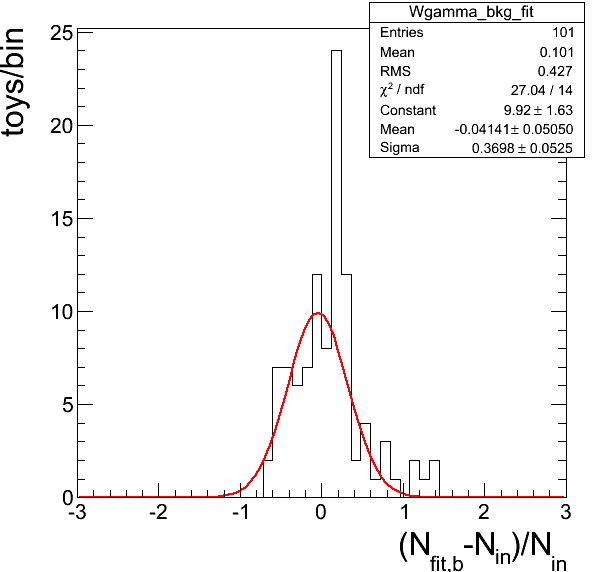 Wgamma_bkg_fit
Entries 101
Mean 0.101
RMS 0.427
χ² / ndf 27.04 / 14
Constant 9.92 ± 1.63
Mean -0.04141± 0.05050
Sigma 0.3698 ± 0.0525
toys/bin
25
20
15
10
5
0
-3 -2 -1 0 1 2 3
(N_fit,b-N_in)/N_in